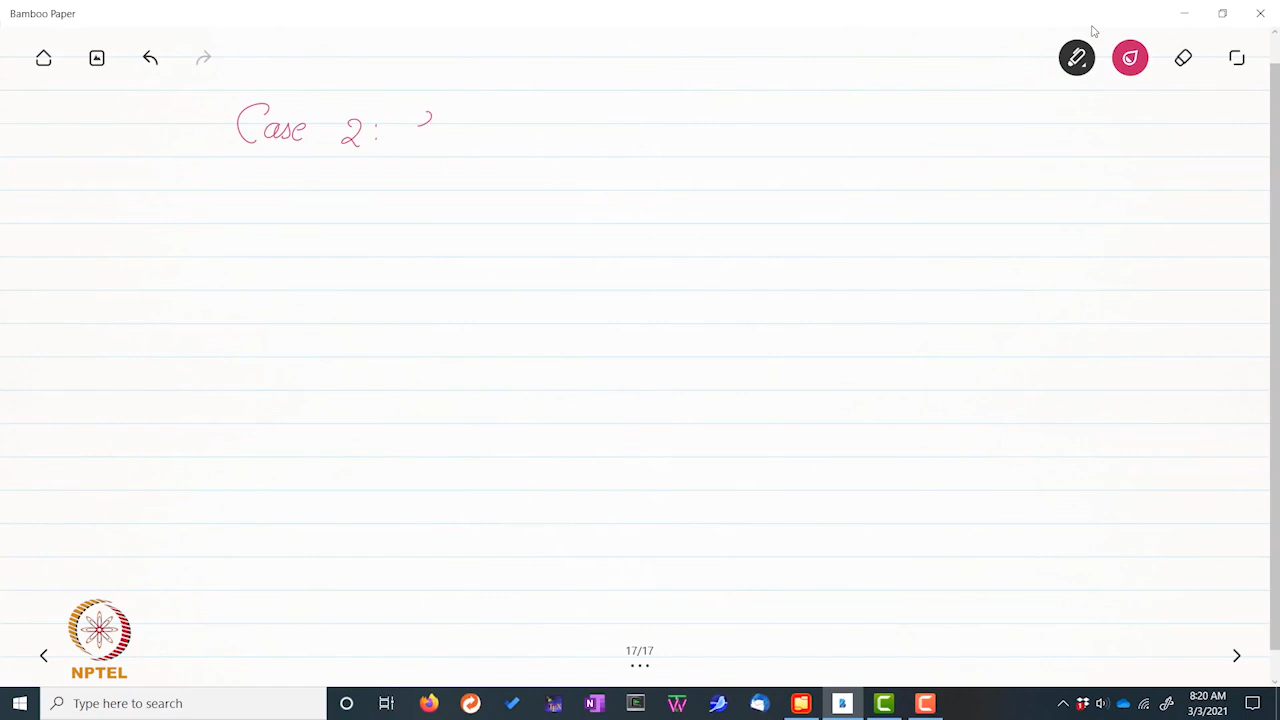 Bamboo Paper
Case 2:
17/17
NPTEL
Type here to search
8:20 AM
3/3/2021